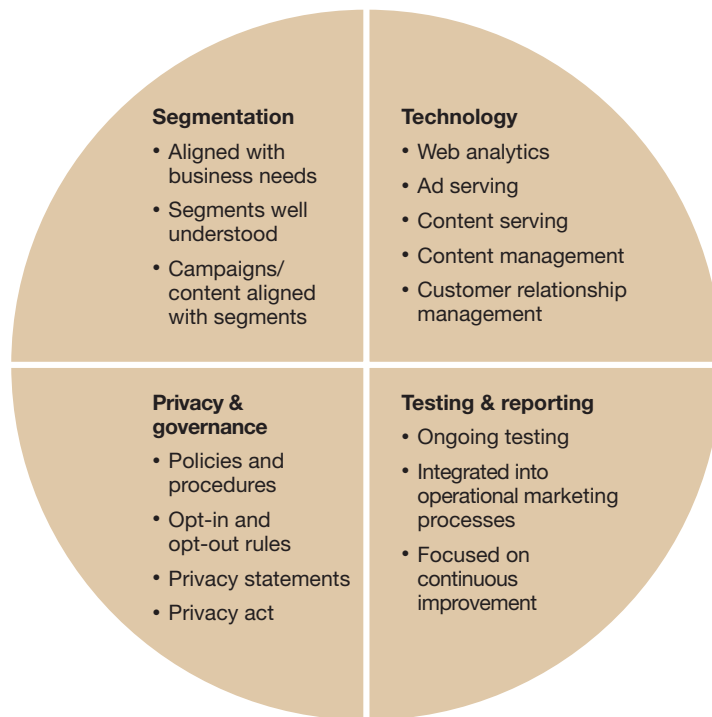 Segmentation
• Aligned with
business needs
• Segments well
understood
• Campaigns/
content aligned
with segments
Technology
• Web analytics
• Ad serving
• Content serving
• Content management
• Customer relationship
management
Privacy &
governance
• Policies and
procedures
• Opt-in and
opt-out rules
• Privacy statements
• Privacy act
Testing & reporting
• Ongoing testing
• Integrated into
operational marketing
processes
• Focused on
continuous
improvement